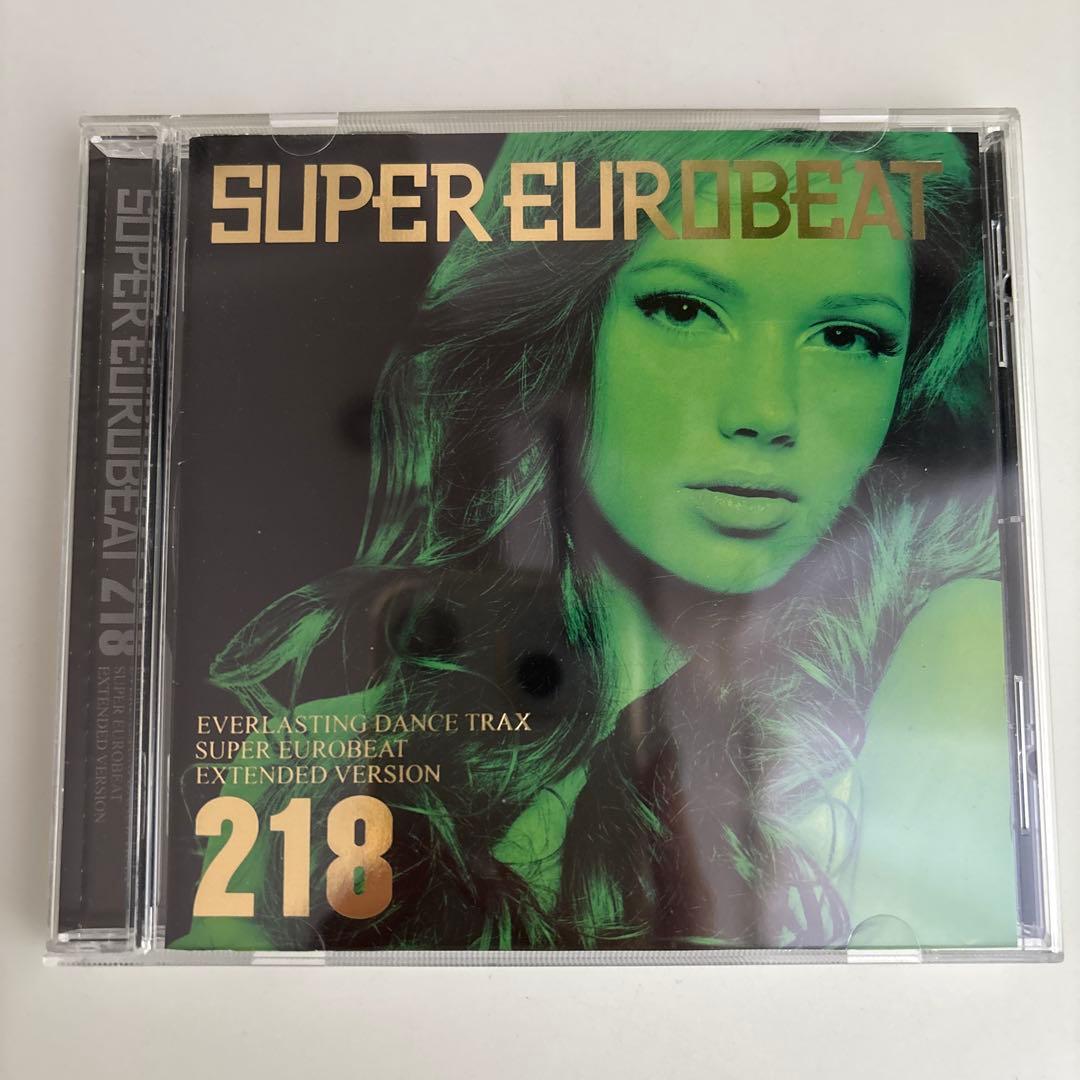 SUPER EUROBEAT
EVERLASTING DANCE TRAX
SUPER EUROBEAT
EXTENDED VERSION
218
SUPER EUROBEAT 218
SUPER EUROBEAT
EXTENDED VERSION